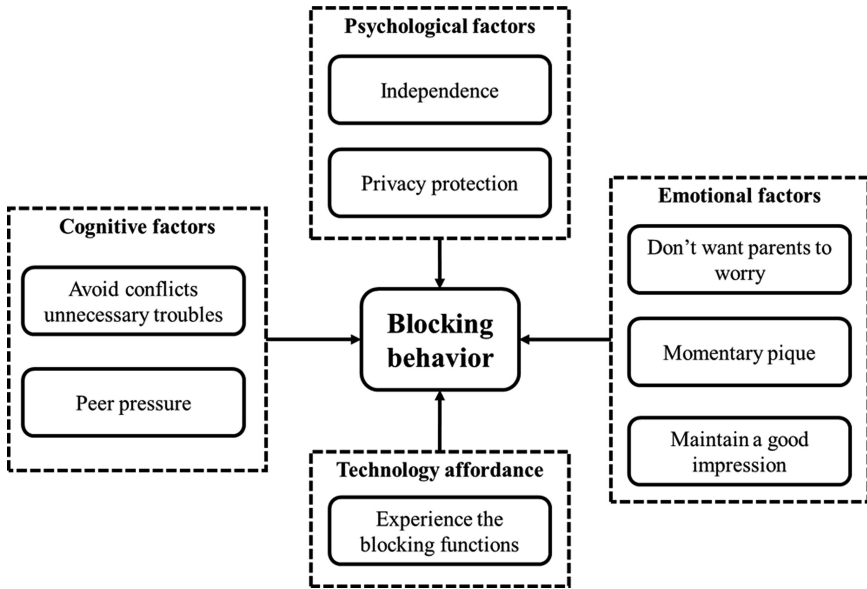 Psychological factors
Independence
Privacy protection
Cognitive factors
Avoid conflicts
unnecessary troubles
Peer pressure
Blocking
behavior
Emotional factors
Don't want parents to
worry
Momentary pique
Maintain a good
impression
Technology affordance
Experience the
blocking functions